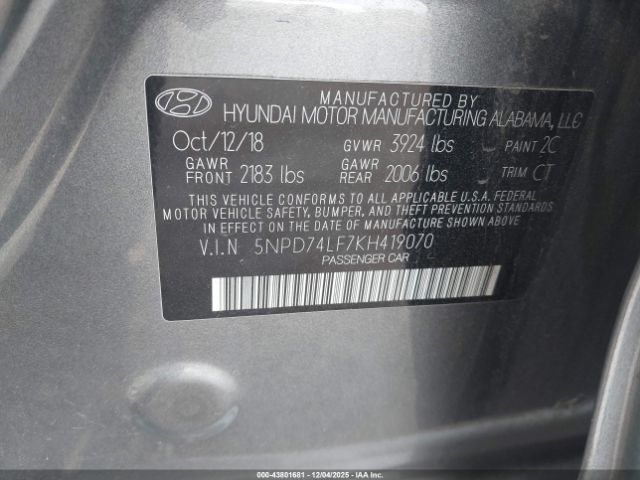 MANUFACTURED BY
HYUNDAI MOTOR MANUFACTURING ALABAMA, LLC
Oct/12/18 GVWR 3924 lbs PAINT 2C
GAWR FRONT 2183 lbs GAWR REAR 2006 lbs TRIM CT
THIS VEHICLE CONFORMS TO ALL APPLICABLE U.S.A. FEDERAL
MOTOR VEHICLE SAFETY, BUMPER, AND THEFT PREVENTION STANDARDS
IN EFFECT ON THE DATE OF MANUFACTURE SHOWN ABOVE.
V.I.N 5NPD74LF7KH419070
PASSENGER CAR
000-43801681 - 12/04/2025 - IAAI.COM